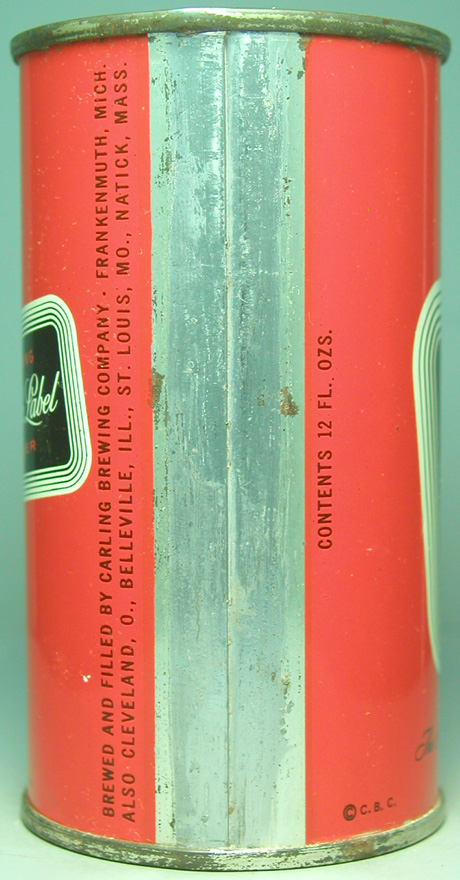 BREWED AND FILLED BY CARLING BREWING COMPANY. FRANKENMUTH, MICH.
ALSO CLEVELAND, O., BELLEVILLE, ILL., ST. LOUIS, MO., NATICK, MASS.
Label
CONTENTS 12 FL. OZS.
© C. B. C.